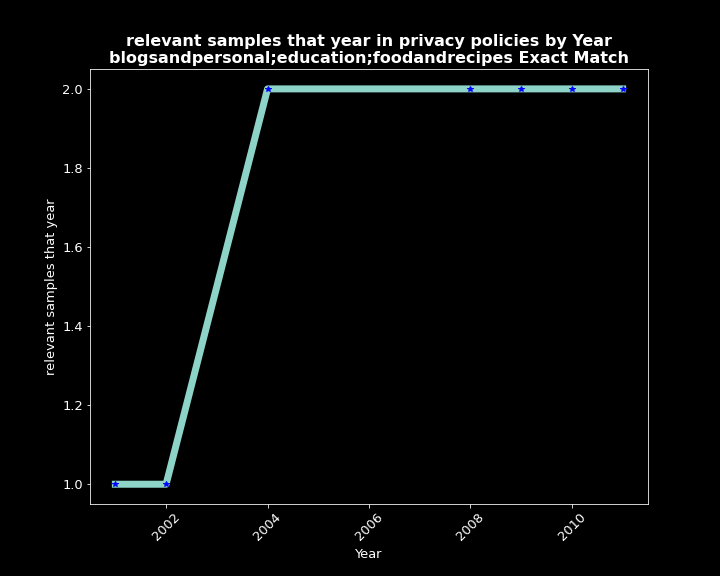 relevant samples that year in privacy policies by Year
blogsandpersonal;education;foodandrecipes Exact Match
2.0
1.8
1.6
1.4
1.2
1.0
relevant samples that year
2002
2004
2006
2008
2010
Year